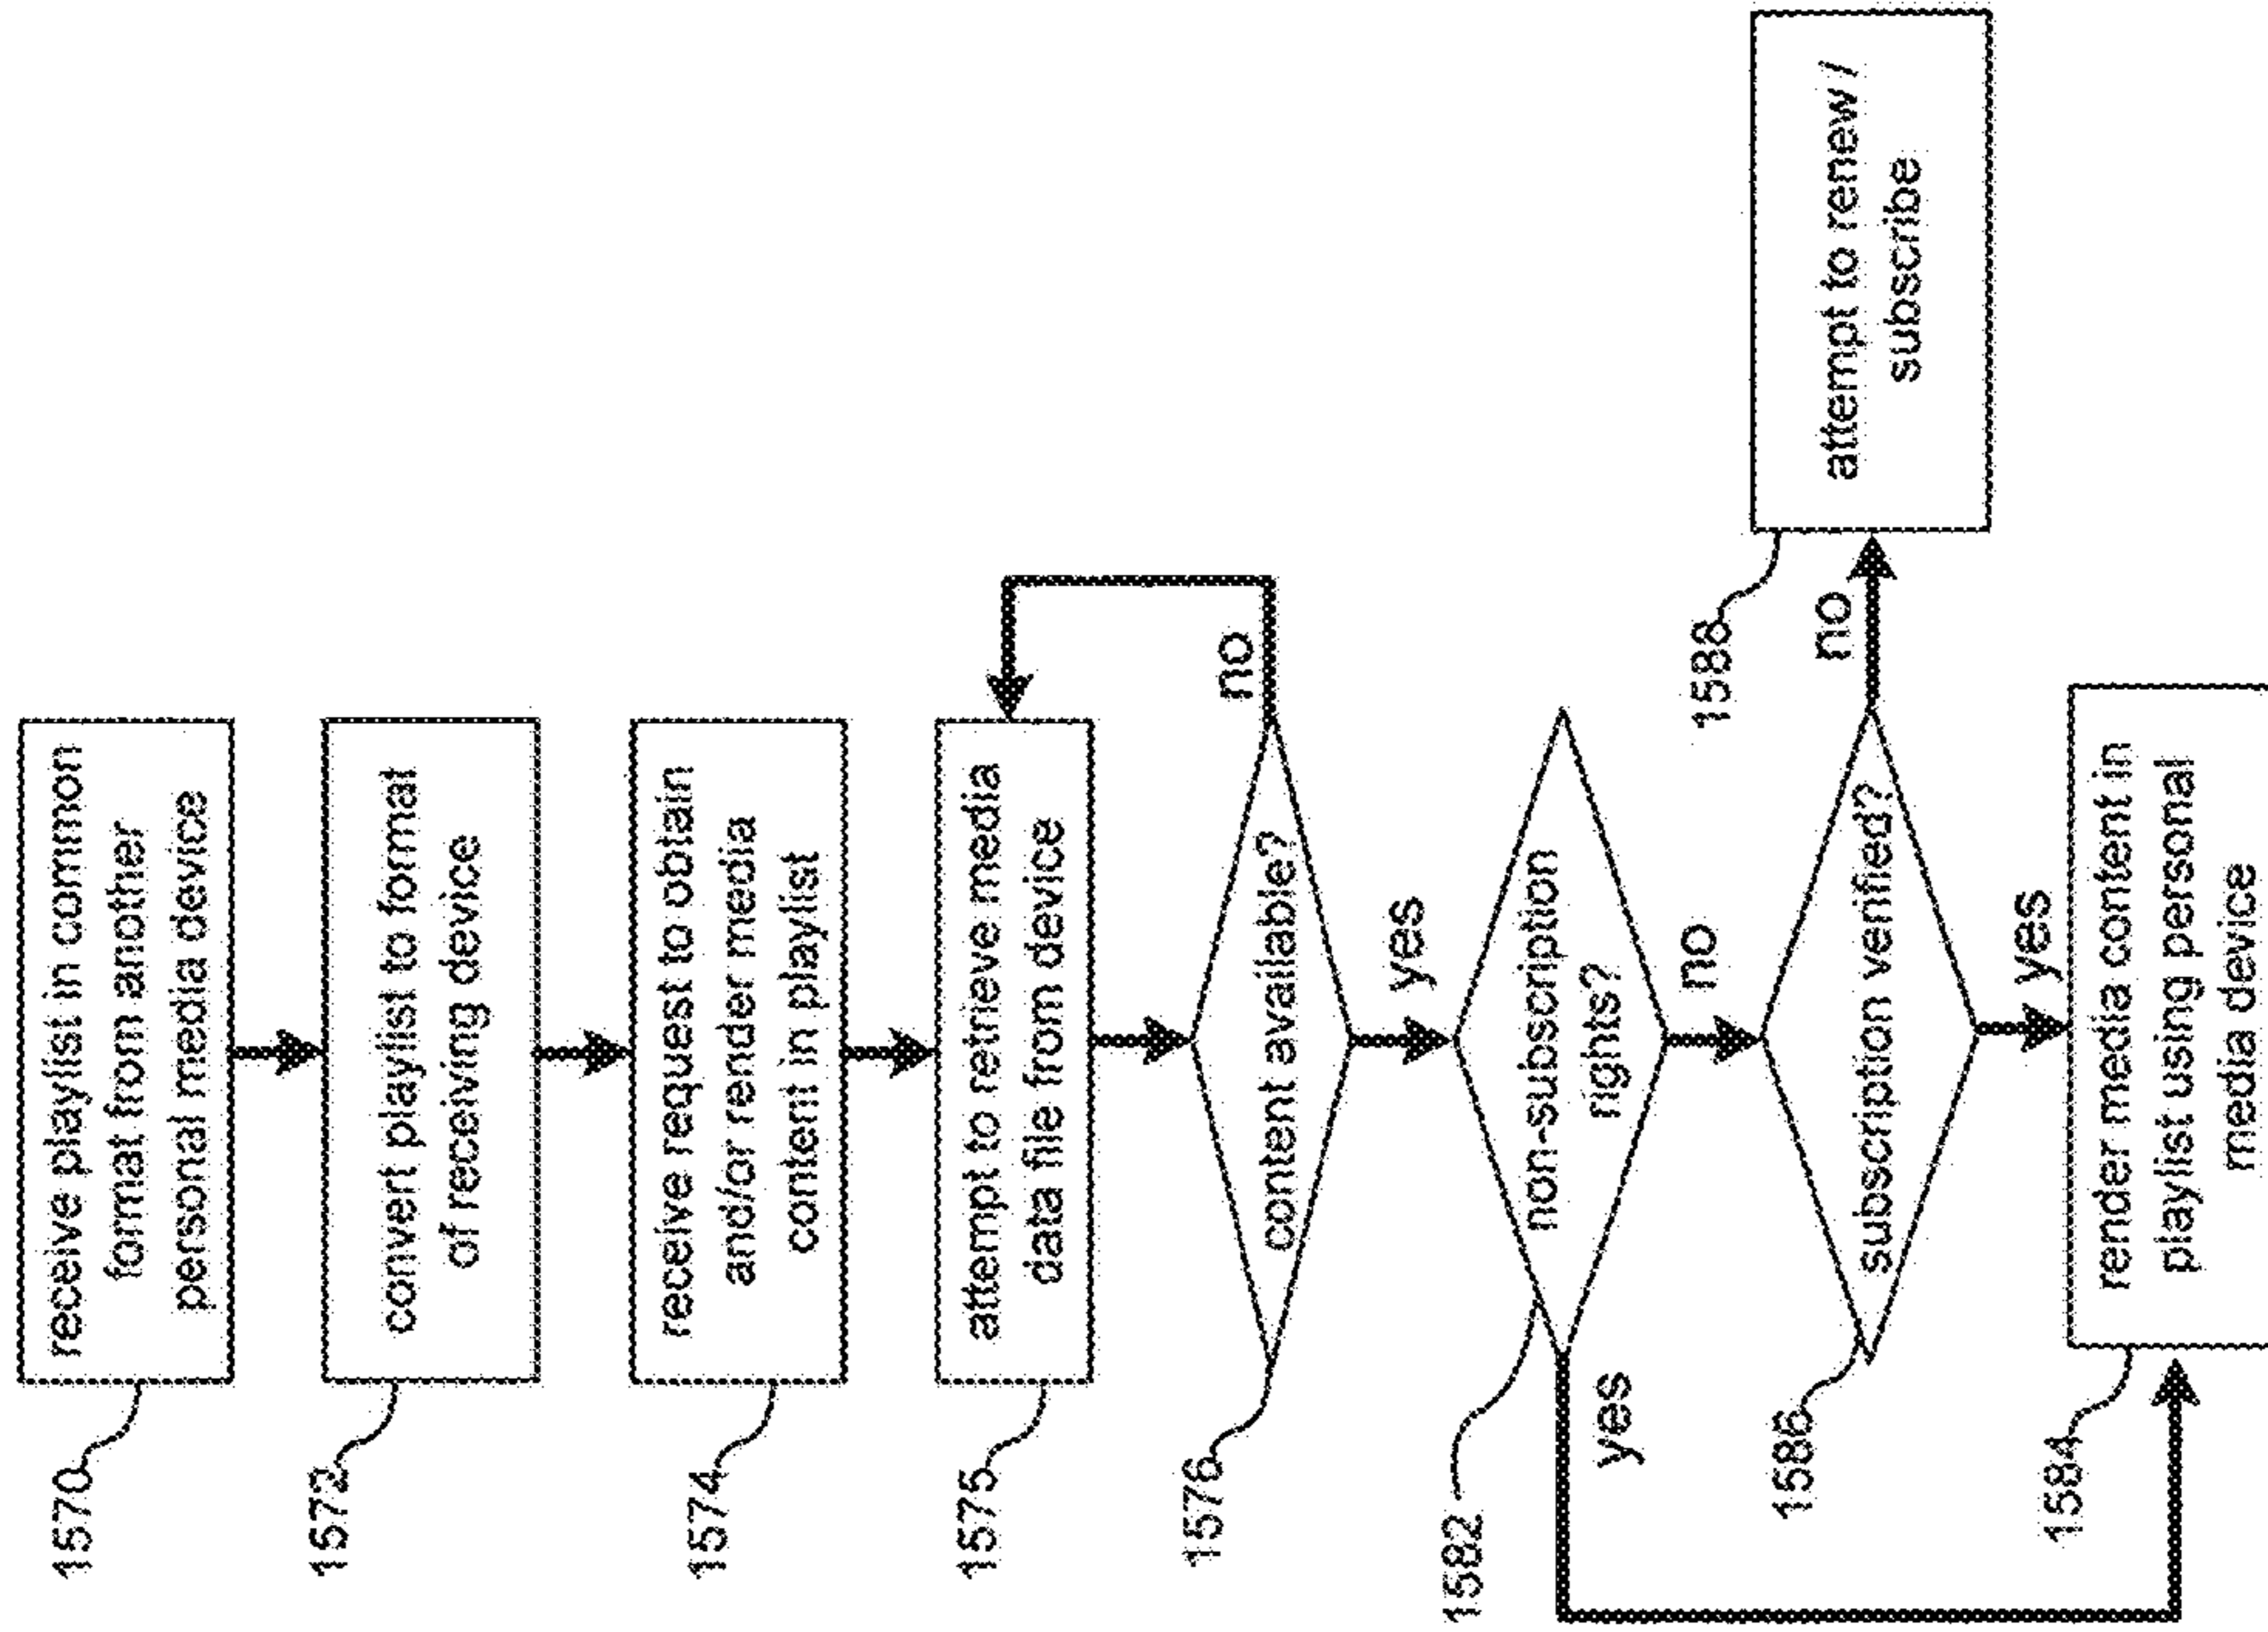 1570
receive playlist in common
format from another
personal media device
1572
convert playlist to format
of receiving device
1574
receive request to obtain
and/or render media
content in playlist
1575
attempt to retrieve media
data file from device
1576
content available?
no
yes
1582
non-subscription
rights?
yes
no
1586
subscription verified?
no
1588
attempt to renew /
subscribe
yes
1584
render media content in
playlist using personal
media device